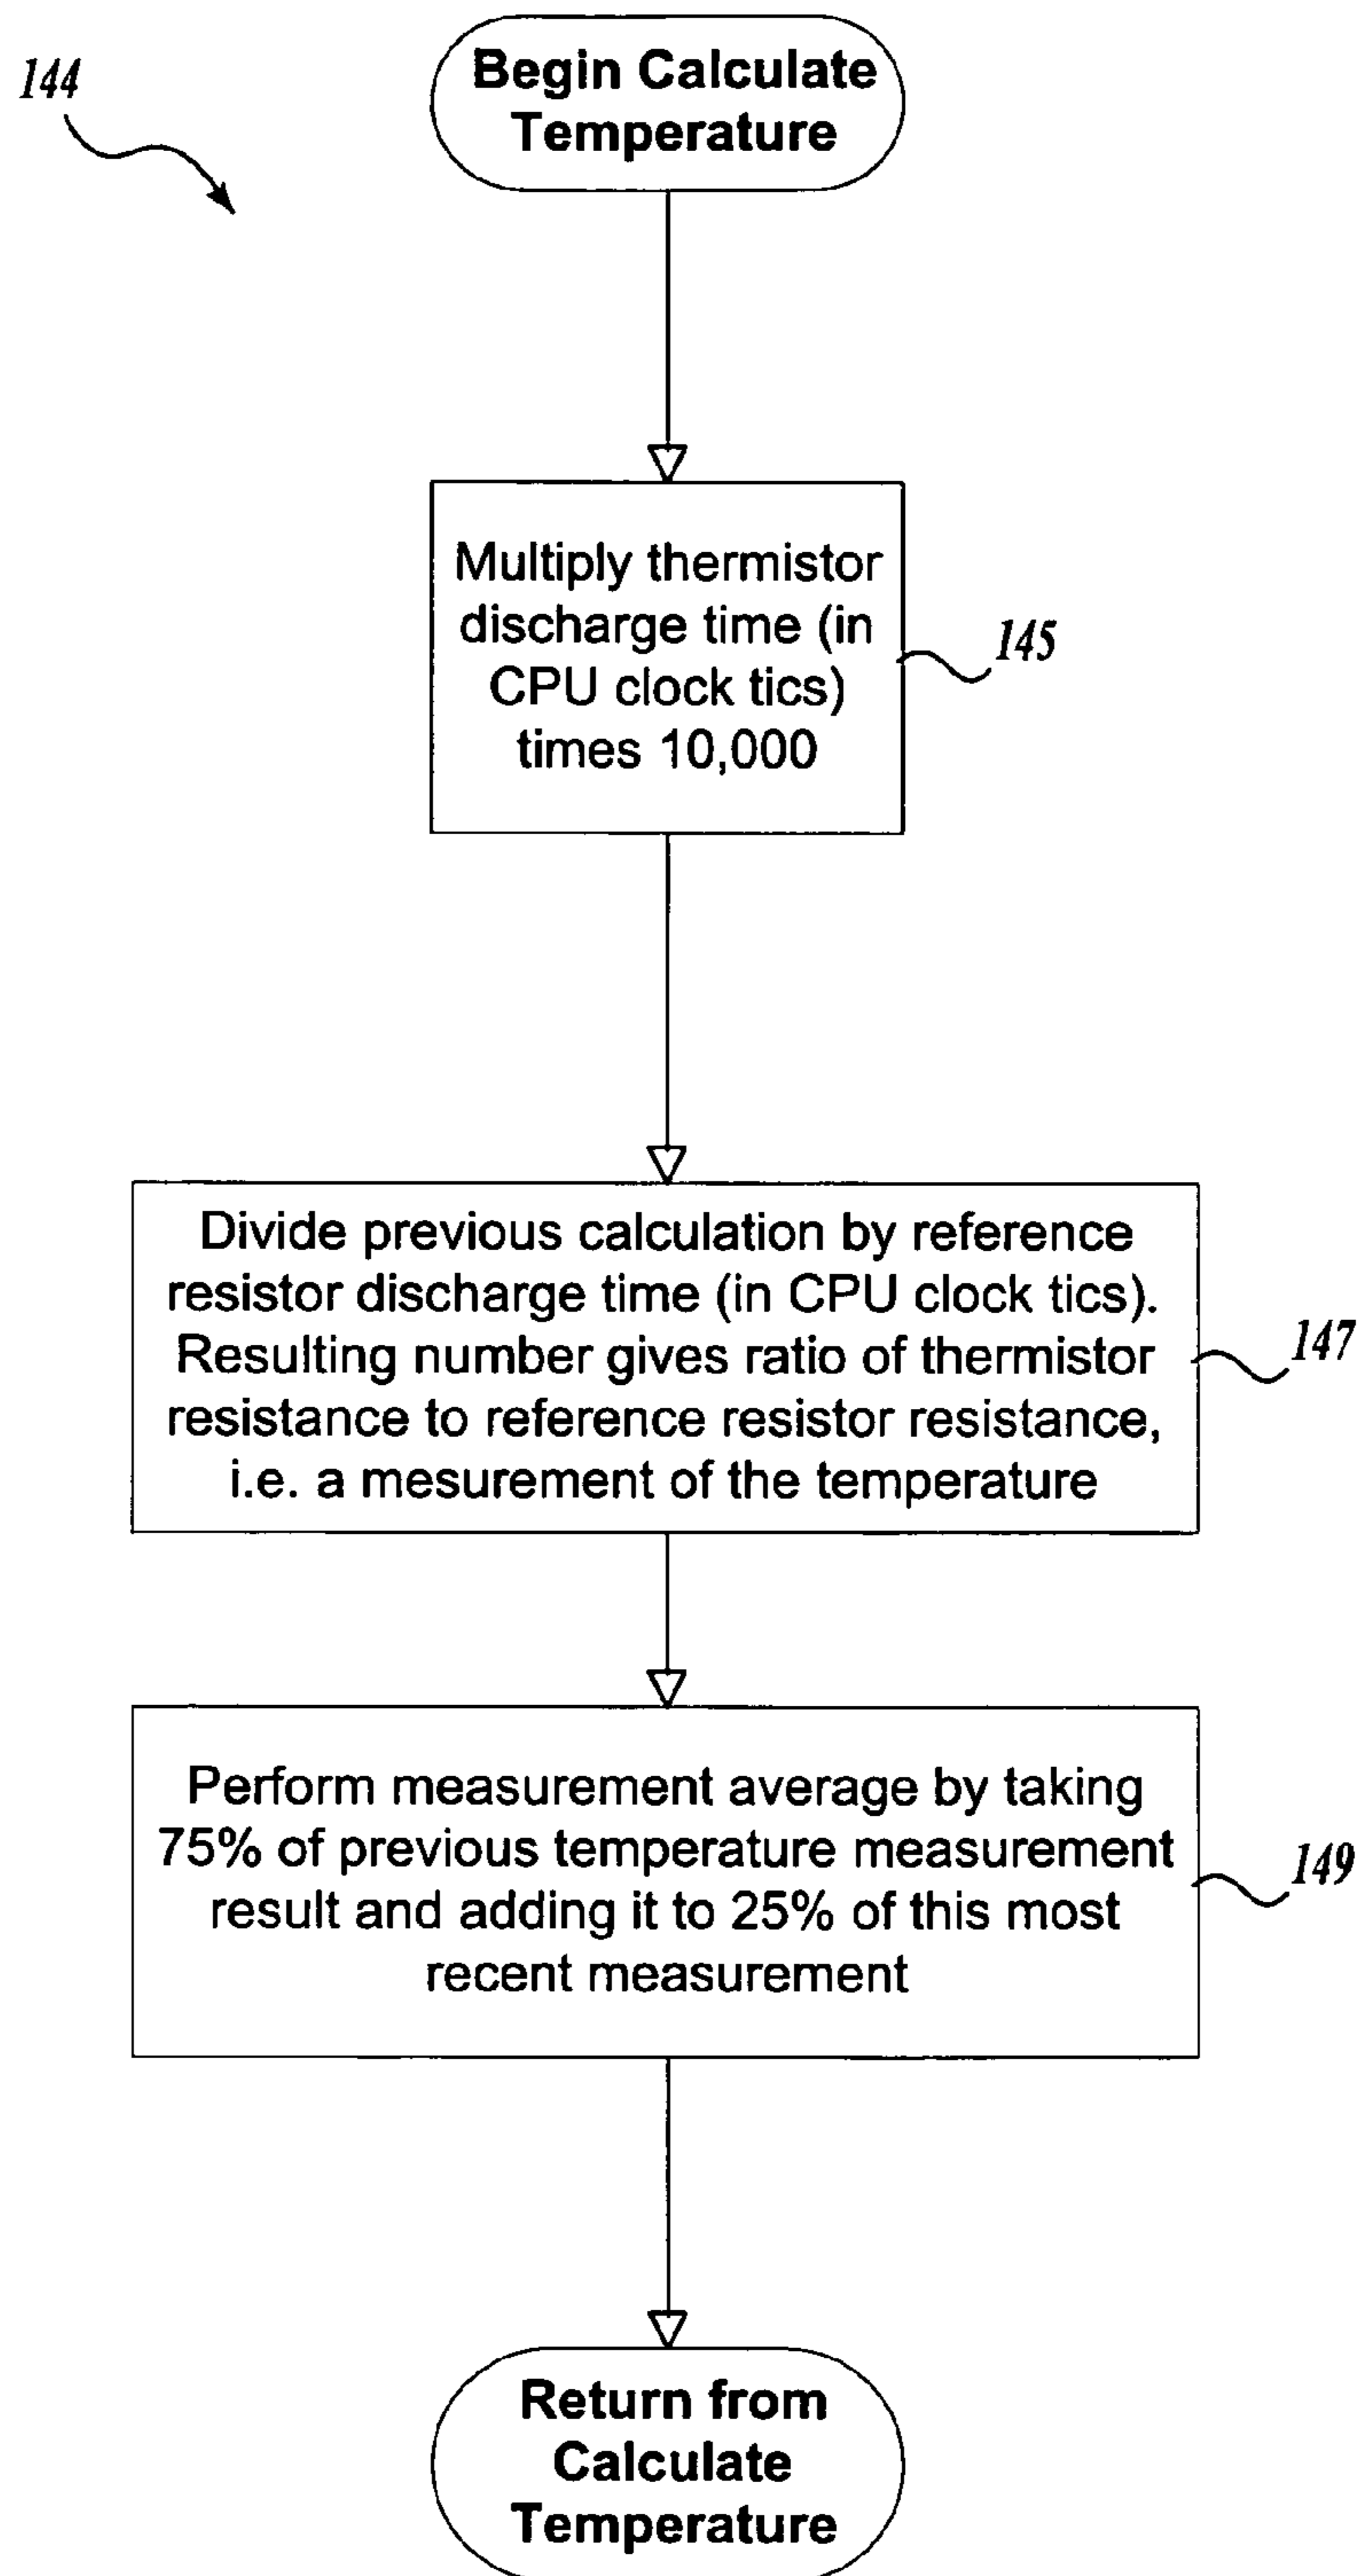 144
Begin Calculate
Temperature
Multiply thermistor
discharge time (in
CPU clock tics)
times 10,000
145
Divide previous calculation by reference
resistor discharge time (in CPU clock tics).
Resulting number gives ratio of thermistor
resistance to reference resistor resistance,
i.e. a mesurement of the temperature
147
Perform measurement average by taking
75% of previous temperature measurement
result and adding it to 25% of this most
recent measurement
149
Return from
Calculate
Temperature